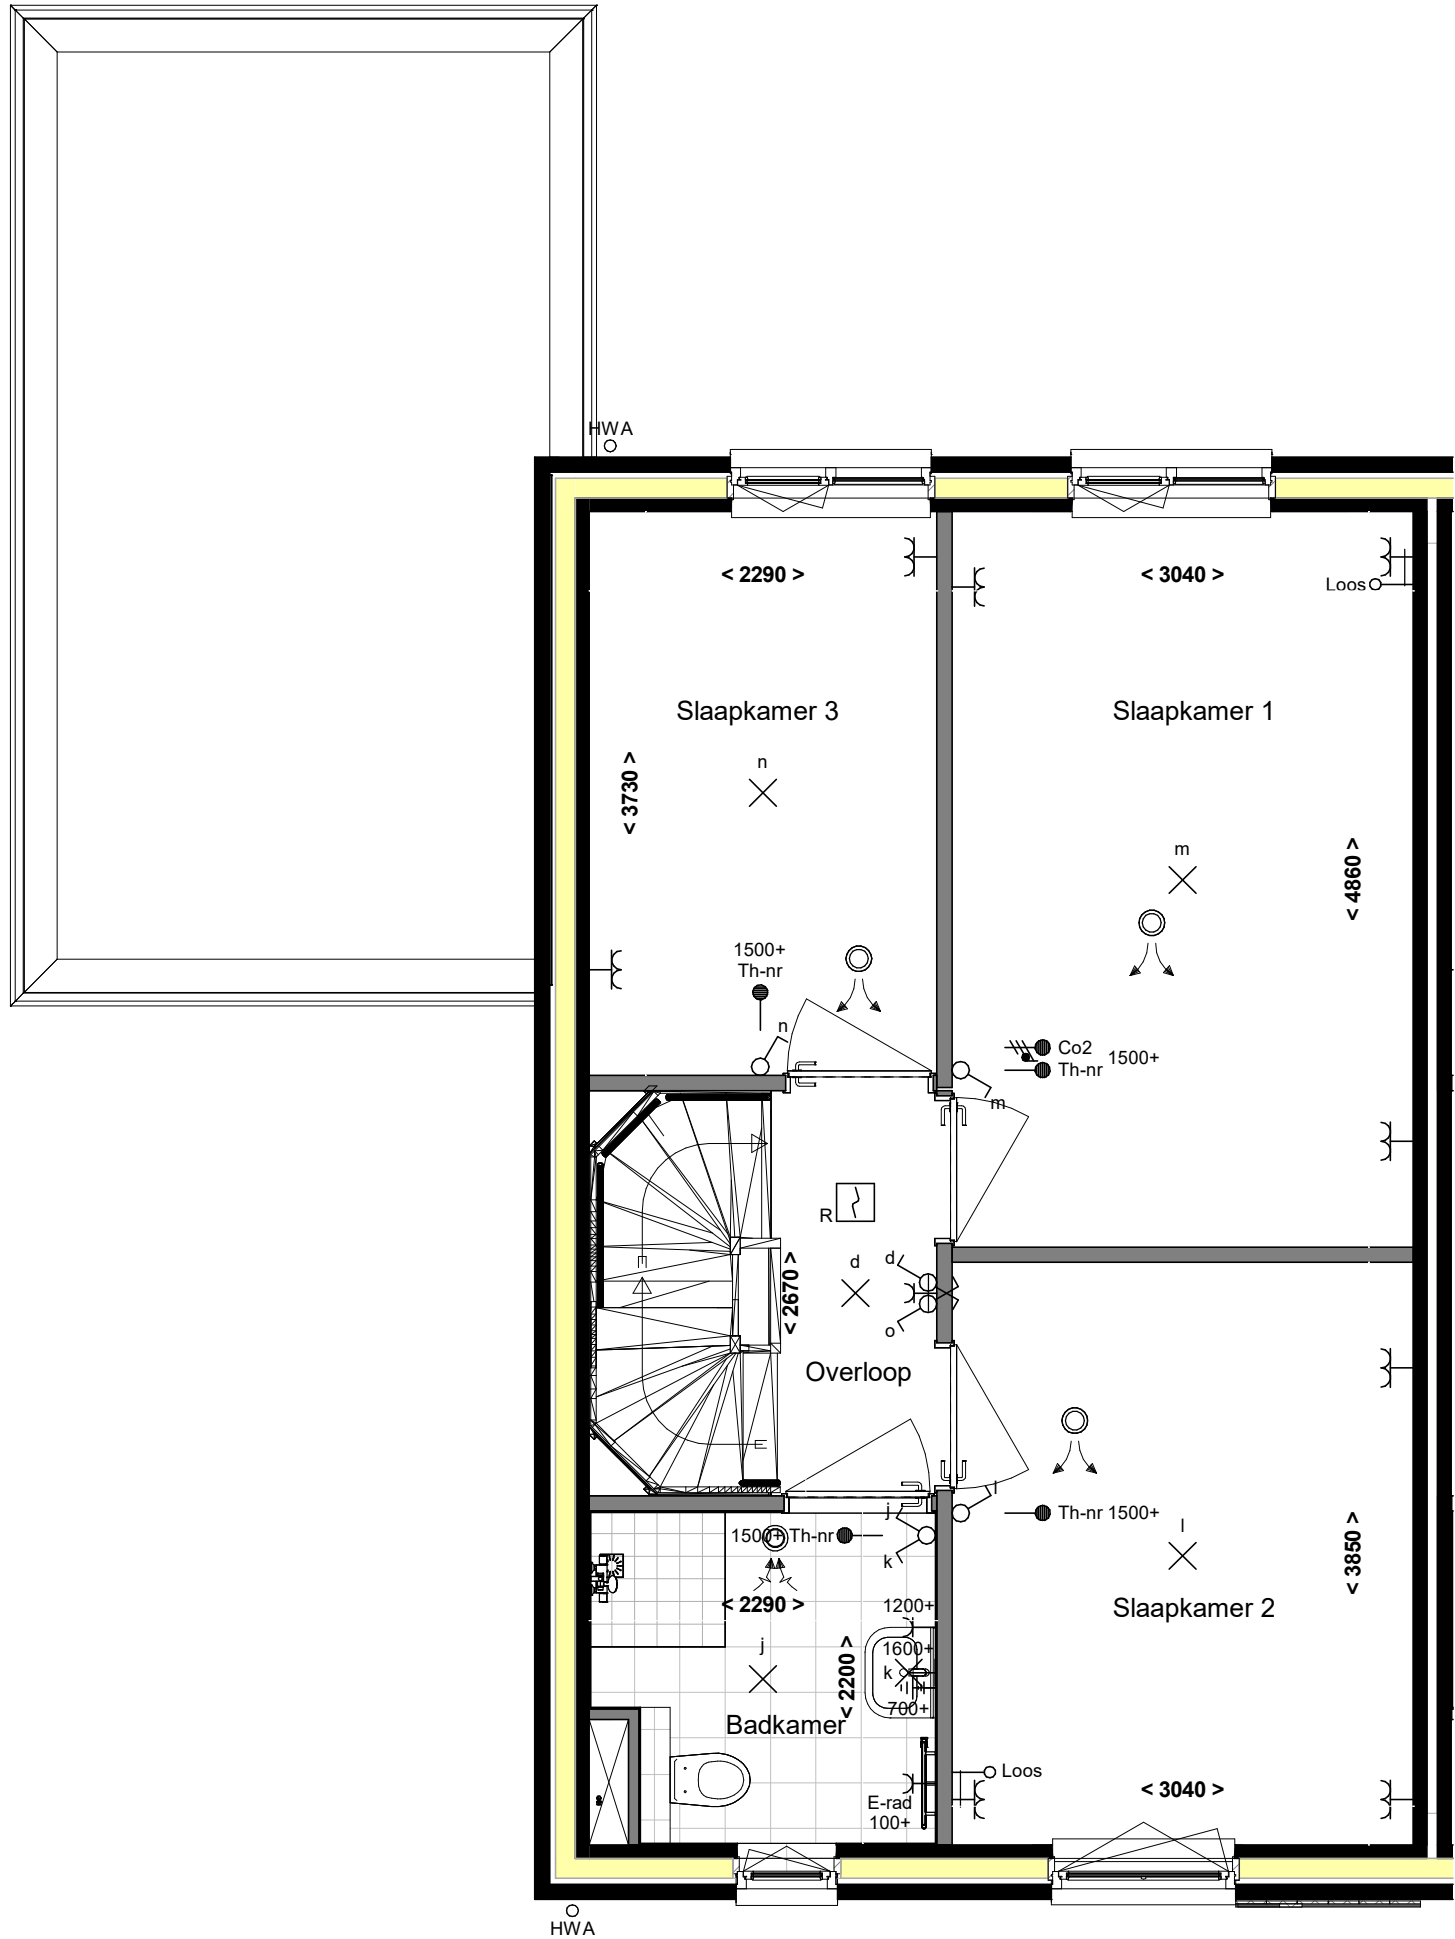 HWA
< 2290 >
< 3040 >
Loos
Slaapkamer 3
Slaapkamer 1
n
< 3730 >
m
< 4860 >
1500+
Th-nr
n
Co2
Th-nr
1500+
m
R
d
d
o
< 2670 >
Overloop
l
j
k
1500+ Th-nr
Th-nr 1500+
l
< 3850 >
< 2290 >
1200+
Slaapkamer 2
j
< 2200 >
1600+
k
700+
Badkamer
Loos
E-rad
100+
< 3040 >
HWA